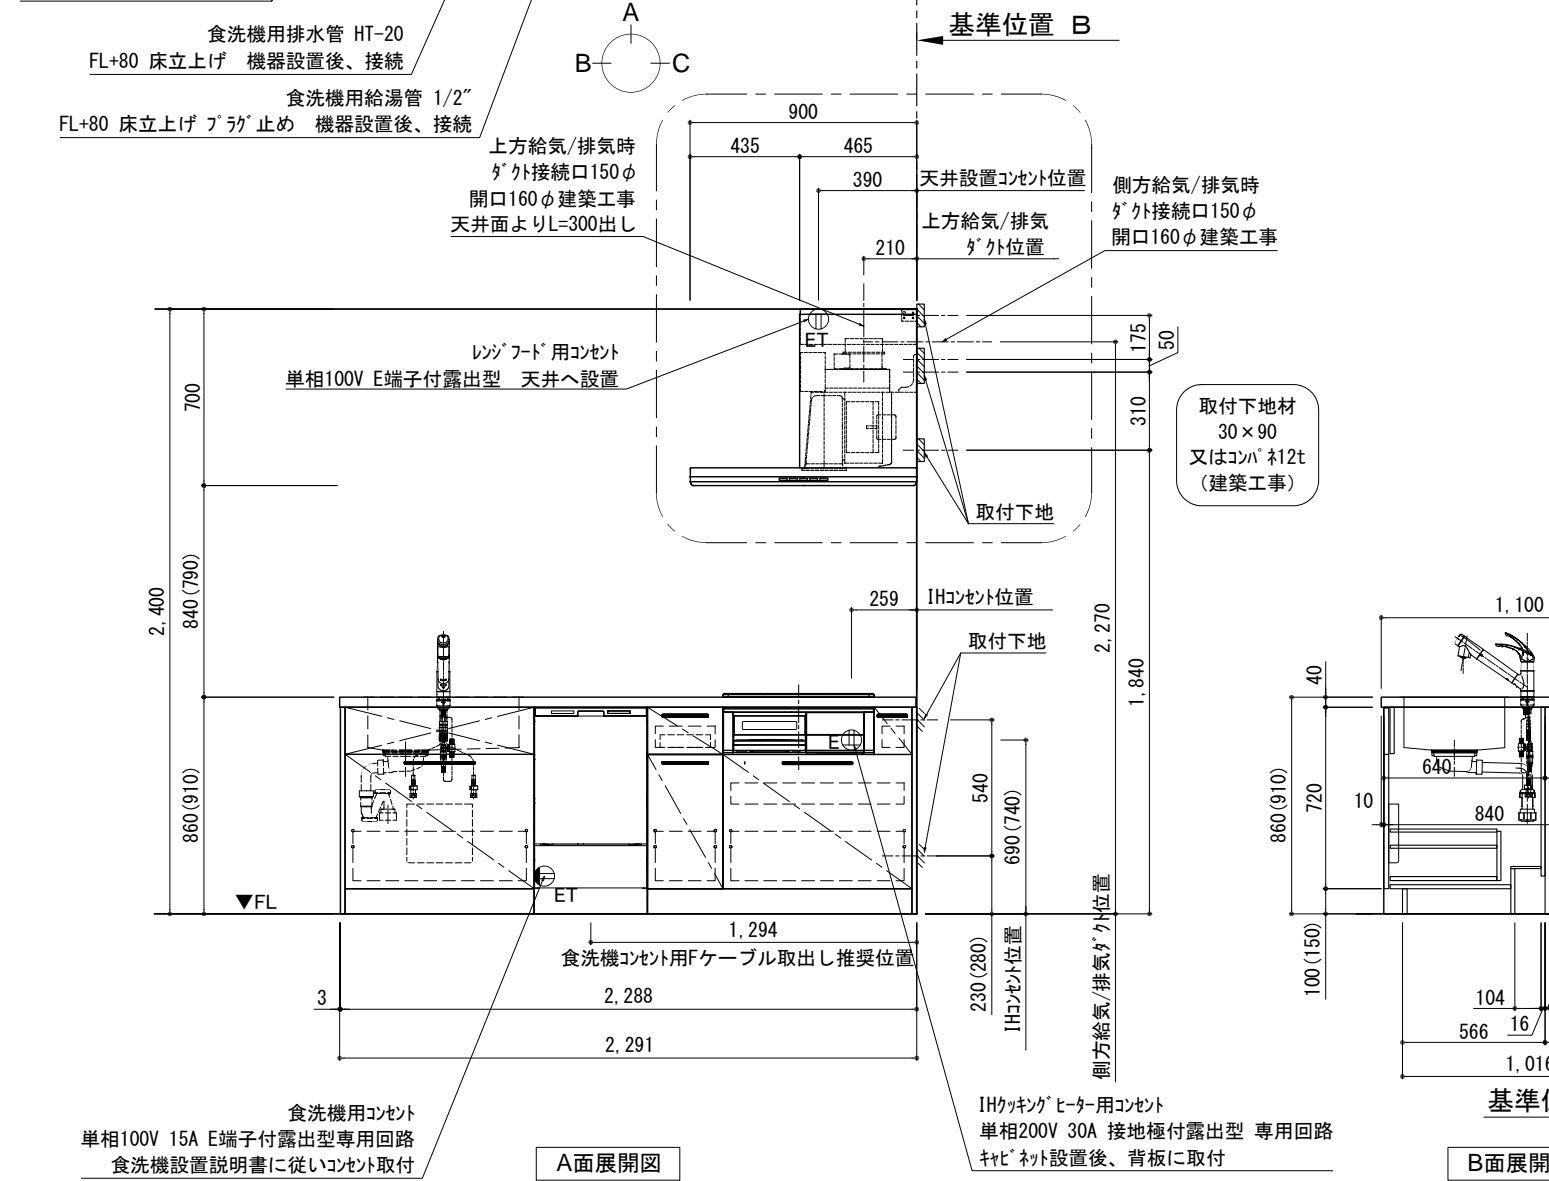 食洗機用排水管 HT-20
FL+80 床立上げ　機器設置後、接続
食洗機用給湯管 1/2″
FL+80 床立上げ ﾌﾟﾗｸﾞ止め　機器設置後、接続
A
B
C
基準位置 B
900
435
465
390
天井設置ｺﾝｾﾝﾄ位置
上方給気/排気時
ﾀﾞｸﾄ接続口150φ
開口160φ建築工事
天井面よりL=300出し
上方給気/排気
ﾀﾞｸﾄ位置
210
側方給気/排気時
ﾀﾞｸﾄ接続口150φ
開口160φ建築工事
ET
ﾚﾝｼﾞﾌｰﾄﾞ用ｺﾝｾﾝﾄ
単相100V E端子付露出型　天井へ設置
175
50
310
取付下地材
30×90
又はｺﾝﾊﾟﾈ12t
(建築工事)
取付下地
700
840(790)
2,400
860(910)
259
IHｺﾝｾﾝﾄ位置
取付下地
2,270
1,840
E
540
690(740)
▼FL
ET
1,294
食洗機ｺﾝｾﾝﾄ用Fケーブル取出し推奨位置
230(280)
IHｺﾝｾﾝﾄ位置
側方給気/排気ﾀﾞｸﾄ位置
3
2,288
2,291
食洗機用ｺﾝｾﾝﾄ
単相100V 15A E端子付露出型専用回路
食洗機設置説明書に従いｺﾝｾﾝﾄ取付
A面展開図
IHｸｯｷﾝｸﾞﾋｰﾀｰ用ｺﾝｾﾝﾄ
単相200V 30A 接地極付露出型 専用回路
ｷｬﾋﾞﾈｯﾄ設置後、背板に取付
1,100
40
860(910)
720
640
10
840
100(150)
104
16
566
1,016
基準位
B面展開